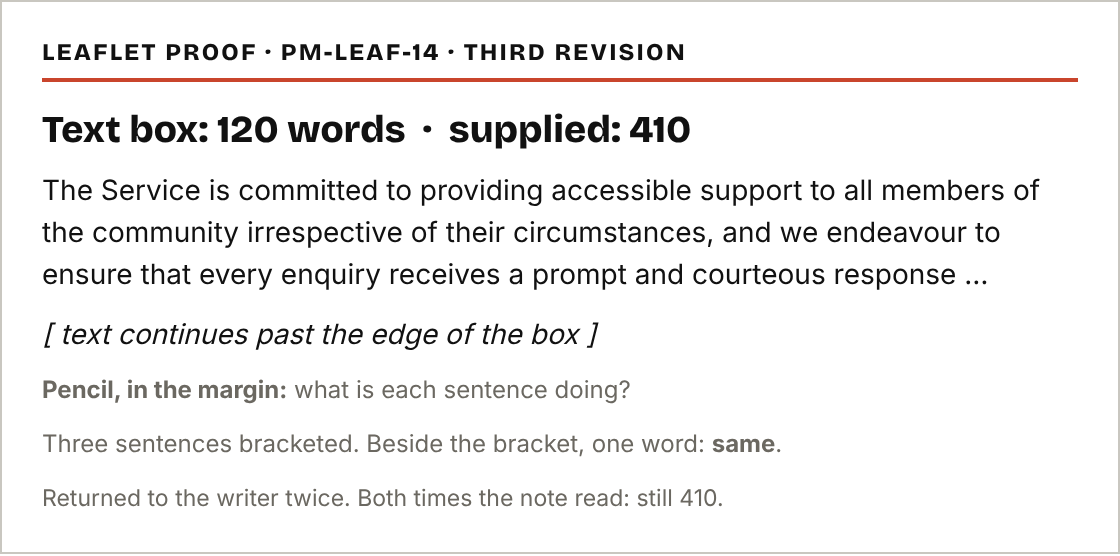 LEAFLET PROOF · PM-LEAF-14 · THIRD REVISION
Text box: 120 words · supplied: 410
The Service is committed to providing accessible support to all members of
the community irrespective of their circumstances, and we endeavour to
ensure that every enquiry receives a prompt and courteous response ...
[ text continues past the edge of the box ]
Pencil, in the margin: what is each sentence doing?
Three sentences bracketed. Beside the bracket, one word: same.
Returned to the writer twice. Both times the note read: still 410.